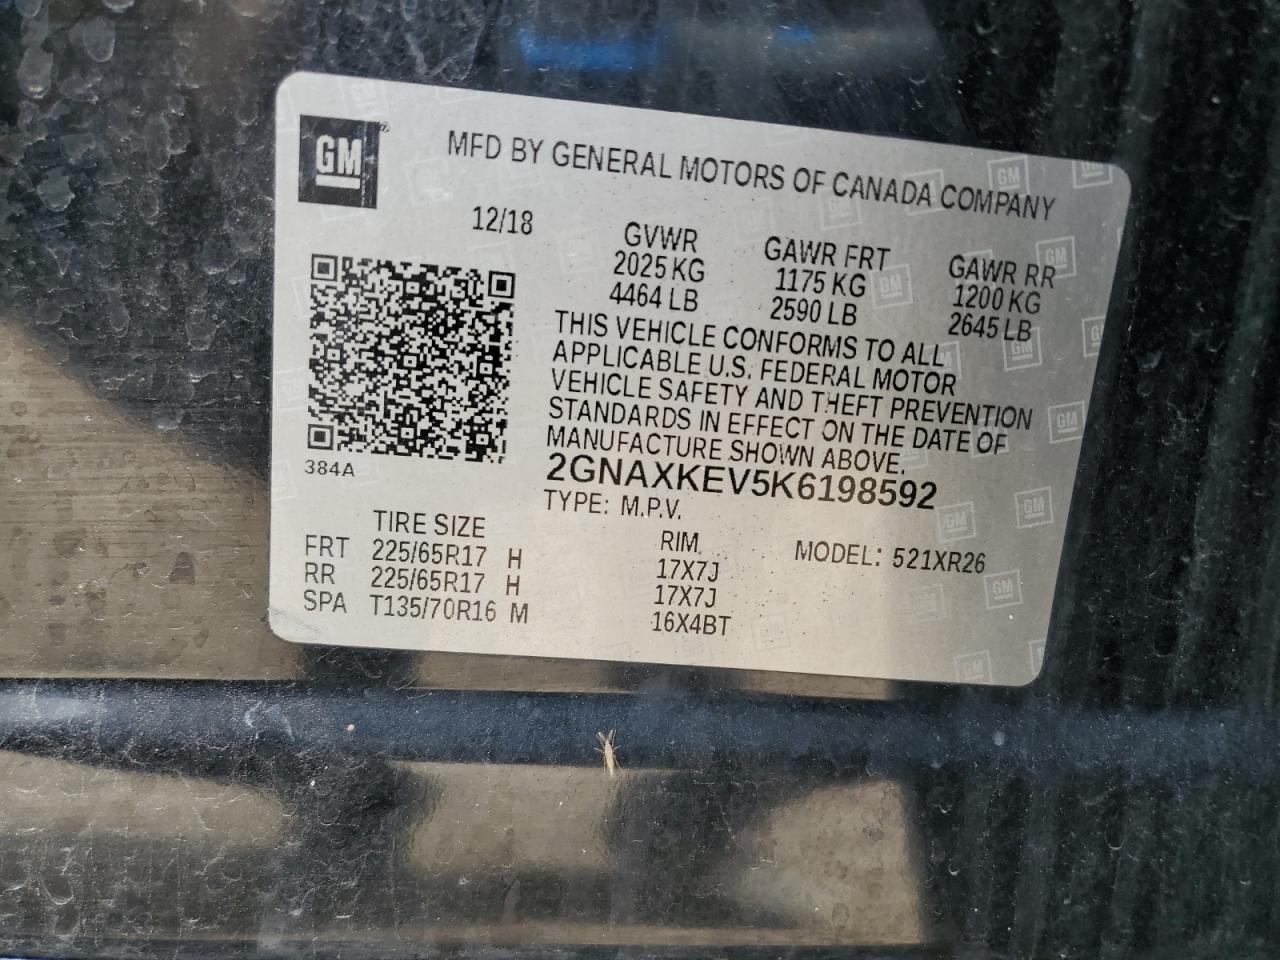 GM
MFD BY GENERAL MOTORS OF CANADA COMPANY
12/18
GVWR
2025 KG
4464 LB
GAWR FRT
1175 KG
2590 LB
GAWR RR
1200 KG
2645 LB
THIS VEHICLE CONFORMS TO ALL
APPLICABLE U.S. FEDERAL MOTOR
VEHICLE SAFETY AND THEFT PREVENTION
STANDARDS IN EFFECT ON THE DATE OF
MANUFACTURE SHOWN ABOVE.
384A
2GNAXKEV5K6198592
TYPE: M.P.V.
TIRE SIZE RIM MODEL: 521XR26
FRT 225/65R17 H 17X7J
RR 225/65R17 H 17X7J
SPA T135/70R16 M 16X4BT